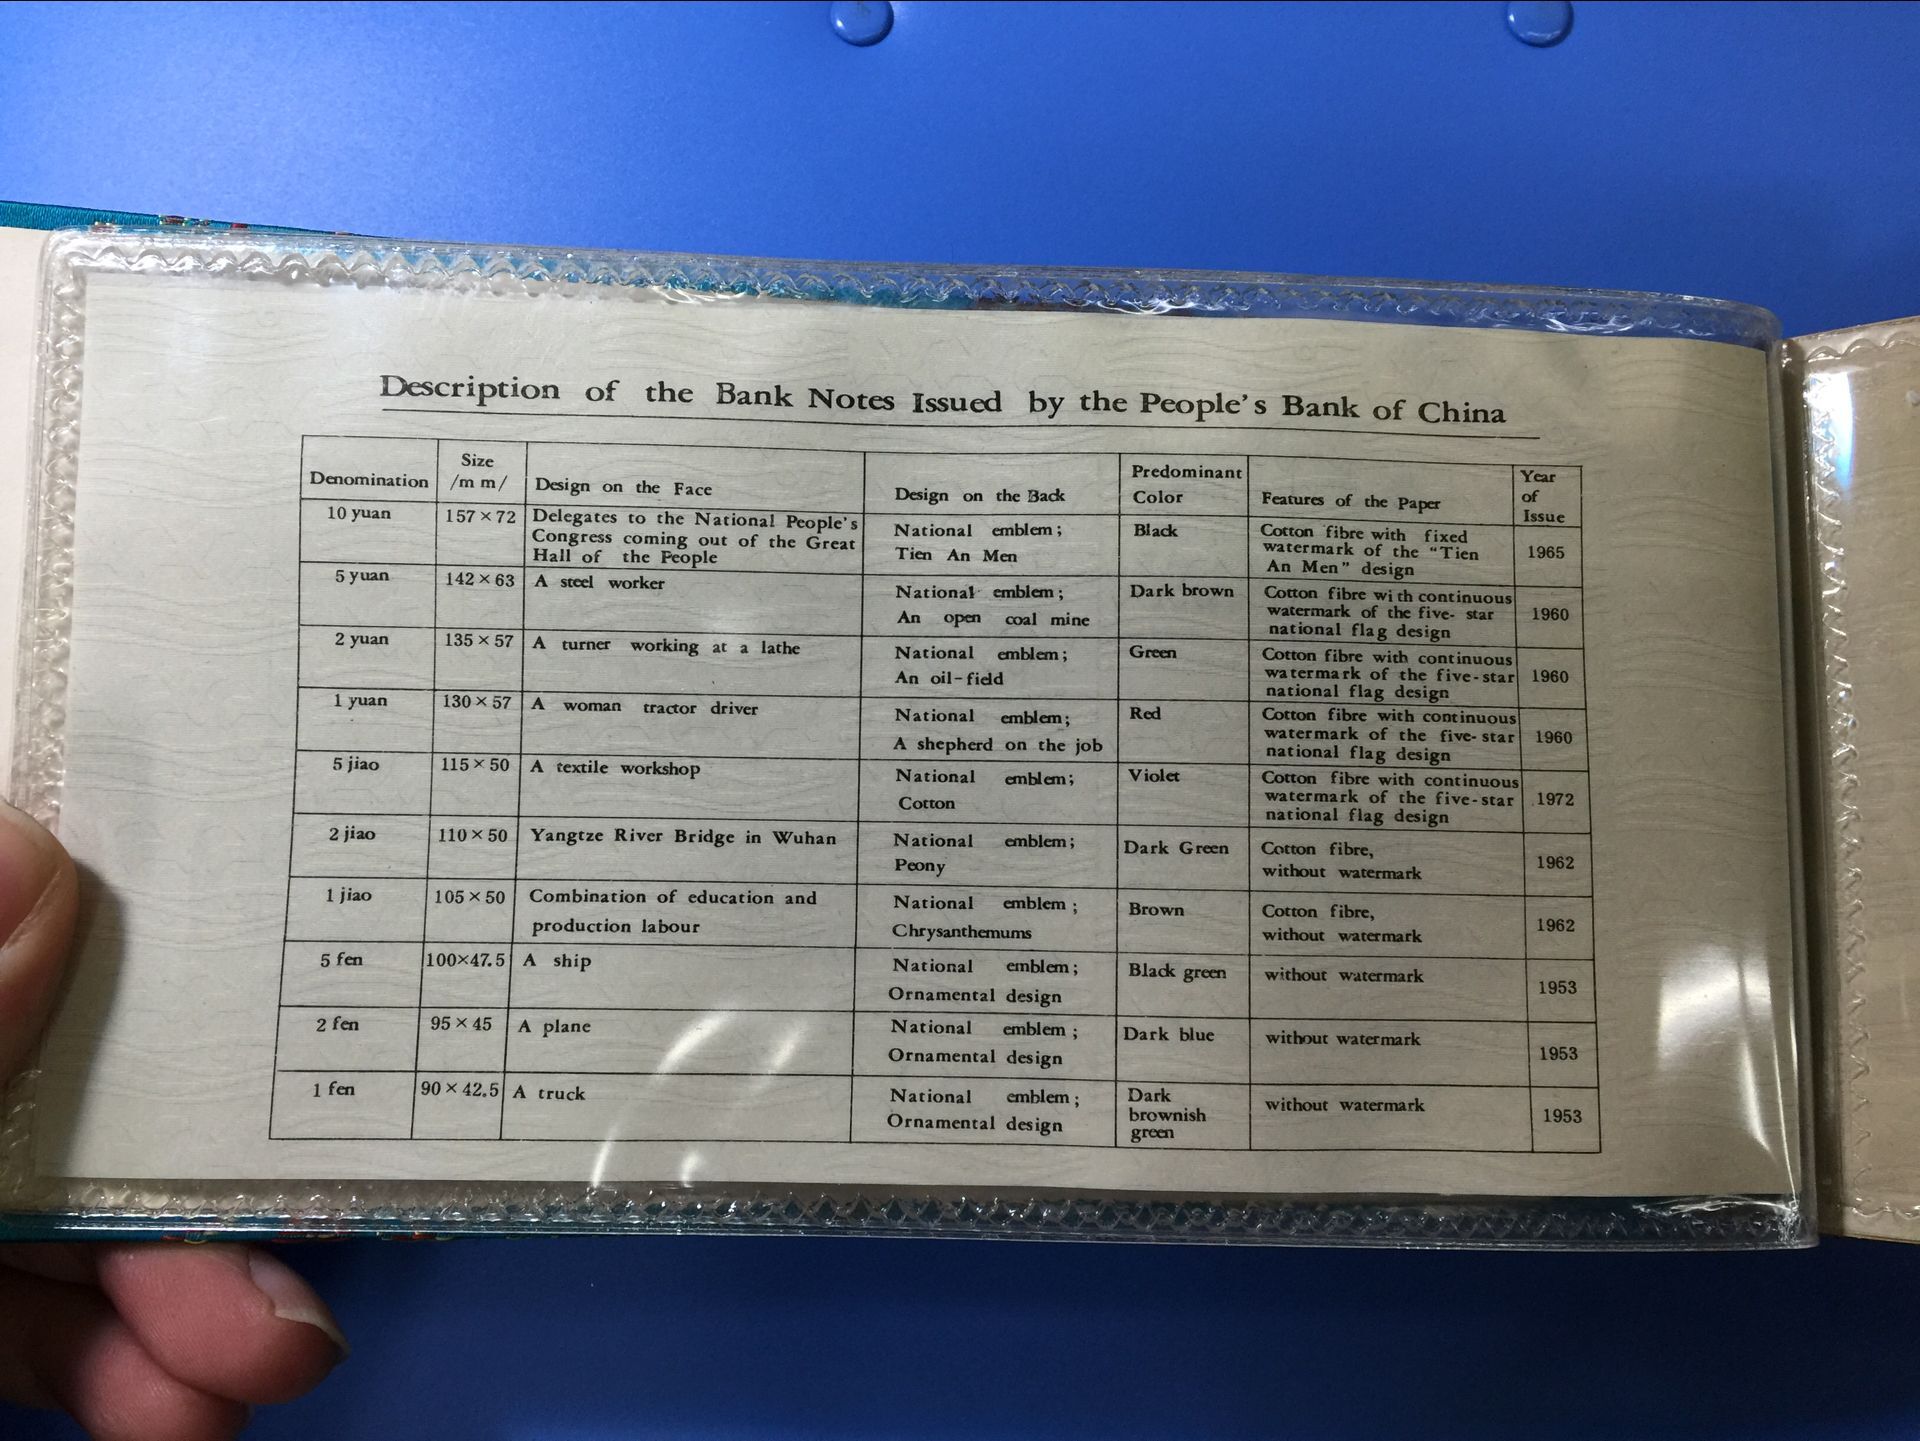 Description of the Bank Notes Issued by the People's Bank of China
Denomination
Size
/m m/
Design on the Face
Design on the Back
Predominant
Color
Features of the Paper
Year
of
Issue
10 yuan
157 × 72
Delegates to the National People's
Congress coming out of the Great
Hall of the People
National emblem;
Tien An Men
Black
Cotton fibre with fixed
watermark of the "Tien
An Men" design
1965
5 yuan
142 × 63
A steel worker
National emblem;
An open coal mine
Dark brown
Cotton fibre with continuous
watermark of the five-star
national flag design
1960
2 yuan
135 × 57
A turner working at a lathe
National emblem;
An oil-field
Green
Cotton fibre with continuous
watermark of the five-star
national flag design
1960
1 yuan
130 × 57
A woman tractor driver
National emblem;
A shepherd on the job
Red
Cotton fibre with continuous
watermark of the five-star
national flag design
1960
5 jiao
115 × 50
A textile workshop
National emblem;
Cotton
Violet
Cotton fibre with continuous
watermark of the five-star
national flag design
1972
2 jiao
110 × 50
Yangtze River Bridge in Wuhan
National emblem;
Peony
Dark Green
Cotton fibre,
without watermark
1962
1 jiao
105 × 50
Combination of education and
production labour
National emblem;
Chrysanthemums
Brown
Cotton fibre,
without watermark
1962
5 fen
100×47.5
A ship
National emblem;
Ornamental design
Black green
without watermark
1953
2 fen
95 × 45
A plane
National emblem;
Ornamental design
Dark blue
without watermark
1953
1 fen
90 × 42.5
A truck
National emblem;
Ornamental design
Dark
brownish
green
without watermark
1953